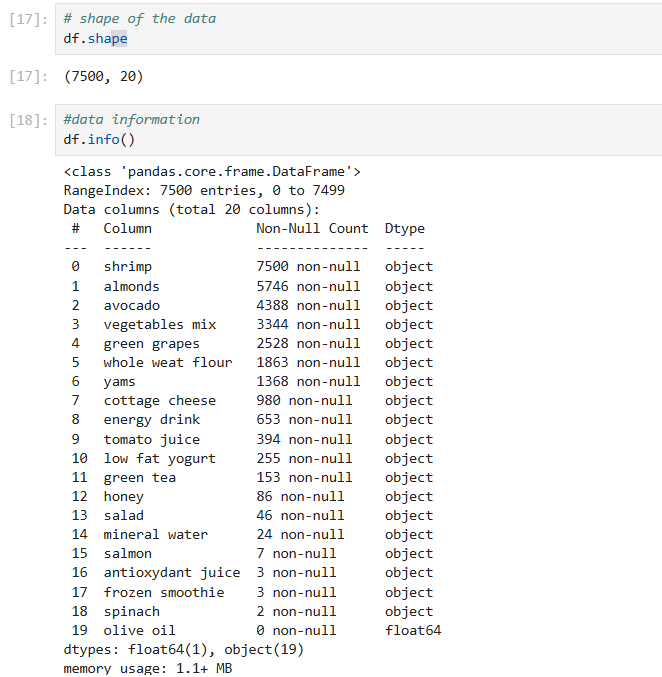 [17]: # shape of the data
df.shape
[17]: (7500, 20)
[18]: #data information
df.info()
<class 'pandas.core.frame.DataFrame'>
RangeIndex: 7500 entries, 0 to 7499
Data columns (total 20 columns):
 #   Column             Non-Null Count  Dtype
---  ------             --------------  -----
 0   shrimp             7500 non-null   object
 1   almonds            5746 non-null   object
 2   avocado            4388 non-null   object
 3   vegetables mix     3344 non-null   object
 4   green grapes       2528 non-null   object
 5   whole weat flour   1863 non-null   object
 6   yams               1368 non-null   object
 7   cottage cheese     980 non-null    object
 8   energy drink       653 non-null    object
 9   tomato juice       394 non-null    object
 10  low fat yogurt     255 non-null    object
 11  green tea          153 non-null    object
 12  honey              86 non-null     object
 13  salad              46 non-null     object
 14  mineral water      24 non-null     object
 15  salmon             7 non-null      object
 16  antioxydant juice  3 non-null      object
 17  frozen smoothie    3 non-null      object
 18  spinach            2 non-null      object
 19  olive oil          0 non-null      float64
dtypes: float64(1), object(19)
memory usage: 1.1+ MB